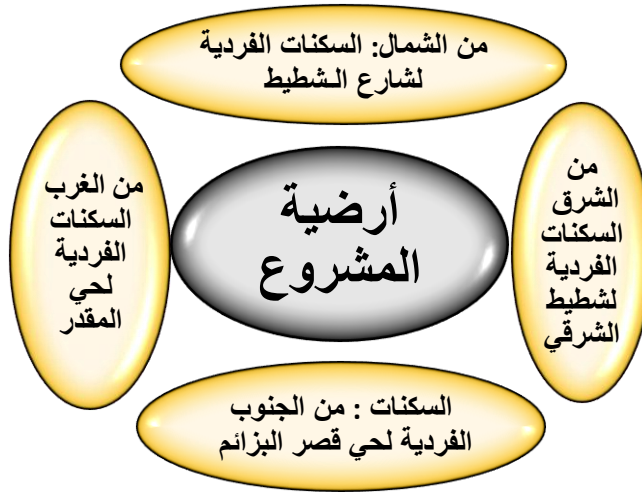 من الشمال: السكنات الفردية
لشارع الـشطيط
من
الشرق
السكنات
الفردية
لشطيط
الشرقي
أرضية
المشروع
من الغرب
السكنات
الفردية
لحي
المقدر
السكنات : من الجنوب
الفردية لحي قصر البزائم